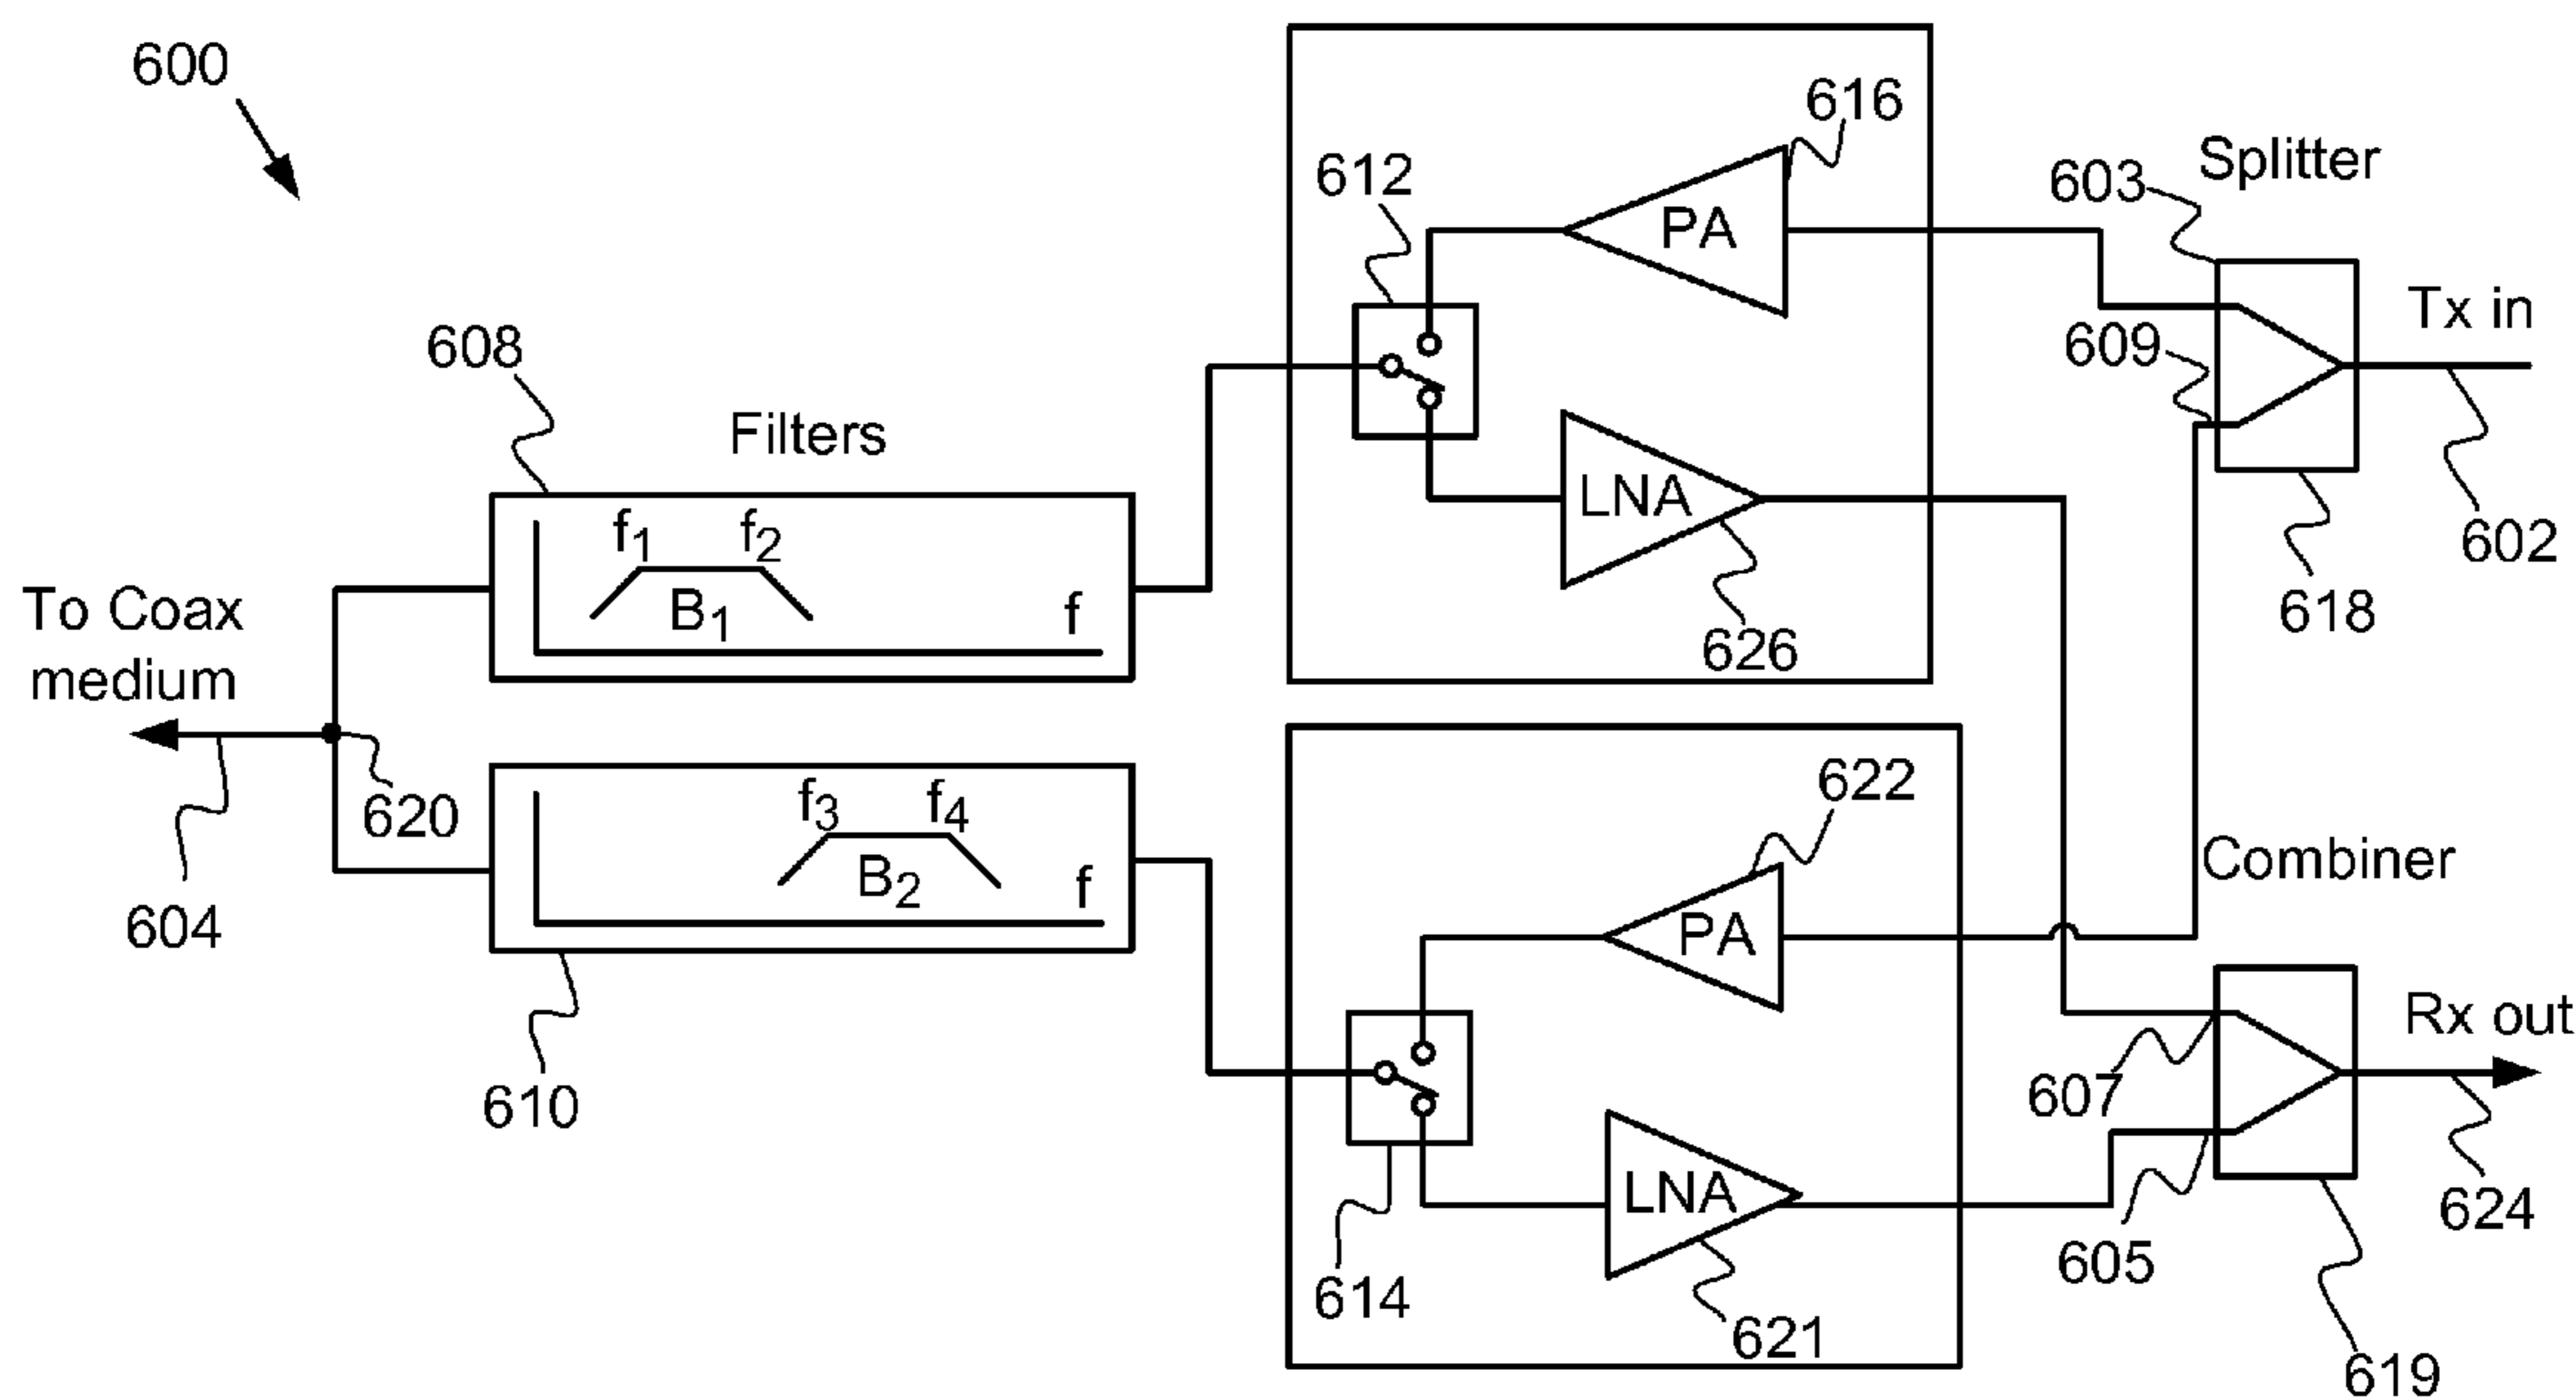 600
616
Splitter
603
612
PA
Tx in
609
608
Filters
LNA
602
f1 f2
B1
f
618
626
To Coax
medium
622
620
f3 f4
B2
f
Combiner
604
PA
Rx out
610
607
LNA
605
624
614
621
619